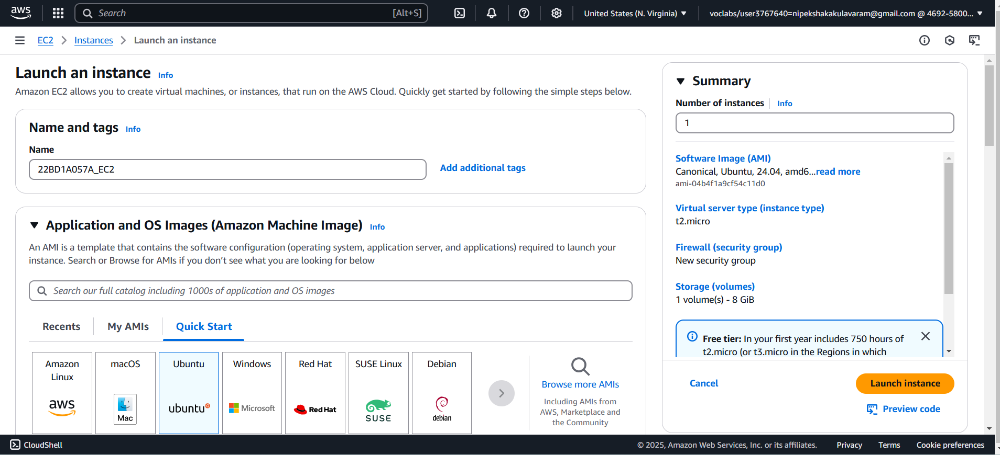 aws
Search
[Alt+S]
United States (N. Virginia)
voclabs/user3767640=nipekshakakulavaram@gmail.com @ 4692-5800...
EC2
Instances
Launch an instance
Launch an instance Info
Amazon EC2 allows you to create virtual machines, or instances, that run on the AWS Cloud. Quickly get started by following the simple steps below.
Name and tags Info
Name
22BD1A057A_EC2
Add additional tags
Application and OS Images (Amazon Machine Image) Info
An AMI is a template that contains the software configuration (operating system, application server, and applications) required to launch your
instance. Search or Browse for AMIs if you don’t see what you are looking for below
Search our full catalog including 1000s of application and OS images
Recents
My AMIs
Quick Start
Amazon
Linux
aws
macOS
Mac
Ubuntu
ubuntu
Windows
Microsoft
Red Hat
Red Hat
SUSE Linux
SUSE
Debian
debian
Browse more AMIs
Including AMIs from
AWS, Marketplace and
the Community
Summary
Number of instances Info
1
Software Image (AMI)
Canonical, Ubuntu, 24.04, amd6...read more
ami-04b4f1a9cf54c11d0
Virtual server type (instance type)
t2.micro
Firewall (security group)
New security group
Storage (volumes)
1 volume(s) - 8 GiB
Free tier: In your first year includes 750 hours of
t2.micro (or t3.micro in the Regions in which
Cancel
Launch instance
Preview code
CloudShell
© 2025, Amazon Web Services, Inc. or its affiliates.
Privacy
Terms
Cookie preferences